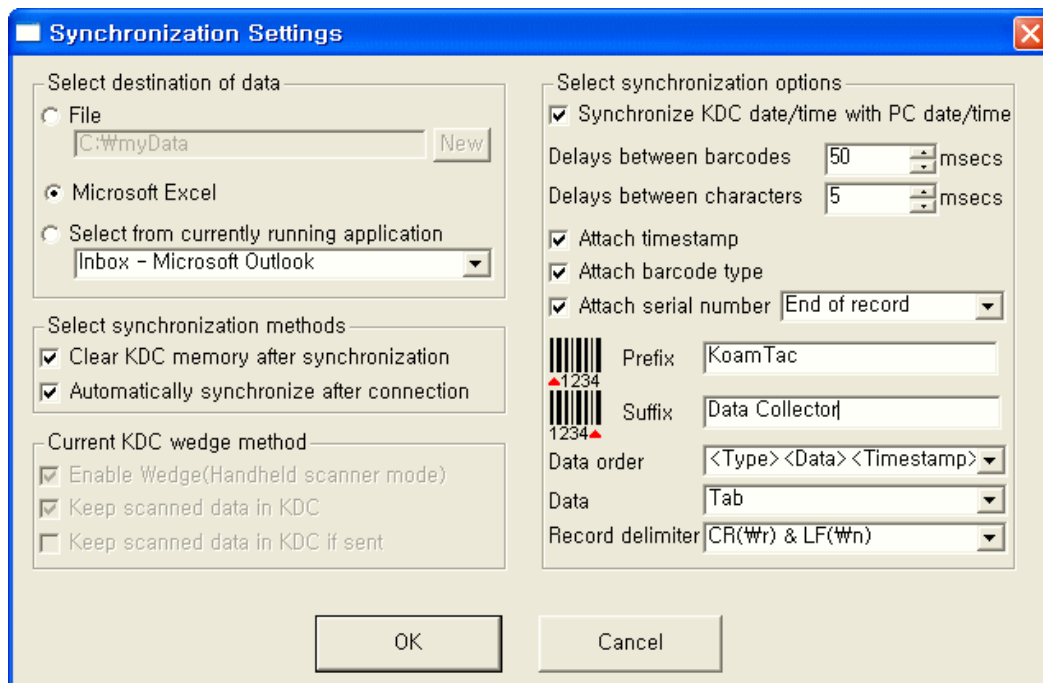 Synchronization Settings
Select destination of data
File
C:₩myData
New
Microsoft Excel
Select from currently running application
Inbox - Microsoft Outlook
Select synchronization methods
Clear KDC memory after synchronization
Automatically synchronize after connection
Current KDC wedge method
Enable Wedge(Handheld scanner mode)
Keep scanned data in KDC
Keep scanned data in KDC if sent
Select synchronization options
Synchronize KDC date/time with PC date/time
Delays between barcodes 50 msecs
Delays between characters 5 msecs
Attach timestamp
Attach barcode type
Attach serial number End of record
1234 Prefix KoamTac
1234 Suffix Data Collector
Data order <Type><Data><Timestamp>
Data Tab
Record delimiter CR(₩r) & LF(₩n)
OK Cancel